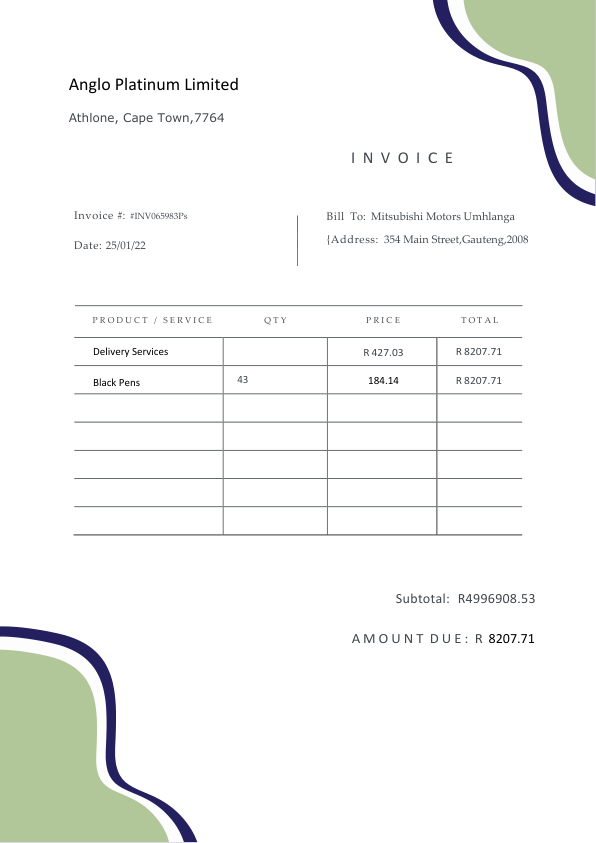 Anglo Platinum Limited
Athlone, Cape Town,7764
INVOICE
Invoice #: #INV065983Ps
Date: 25/01/22
Bill To: Mitsubishi Motors Umhlanga
{Address: 354 Main Street,Gauteng,2008
PRODUCT / SERVICE QTY PRICE TOTAL
Delivery Services R 427.03 R 8207.71
Black Pens 43 184.14 R 8207.71
Subtotal: R4996908.53
AMOUNT DUE: R 8207.71